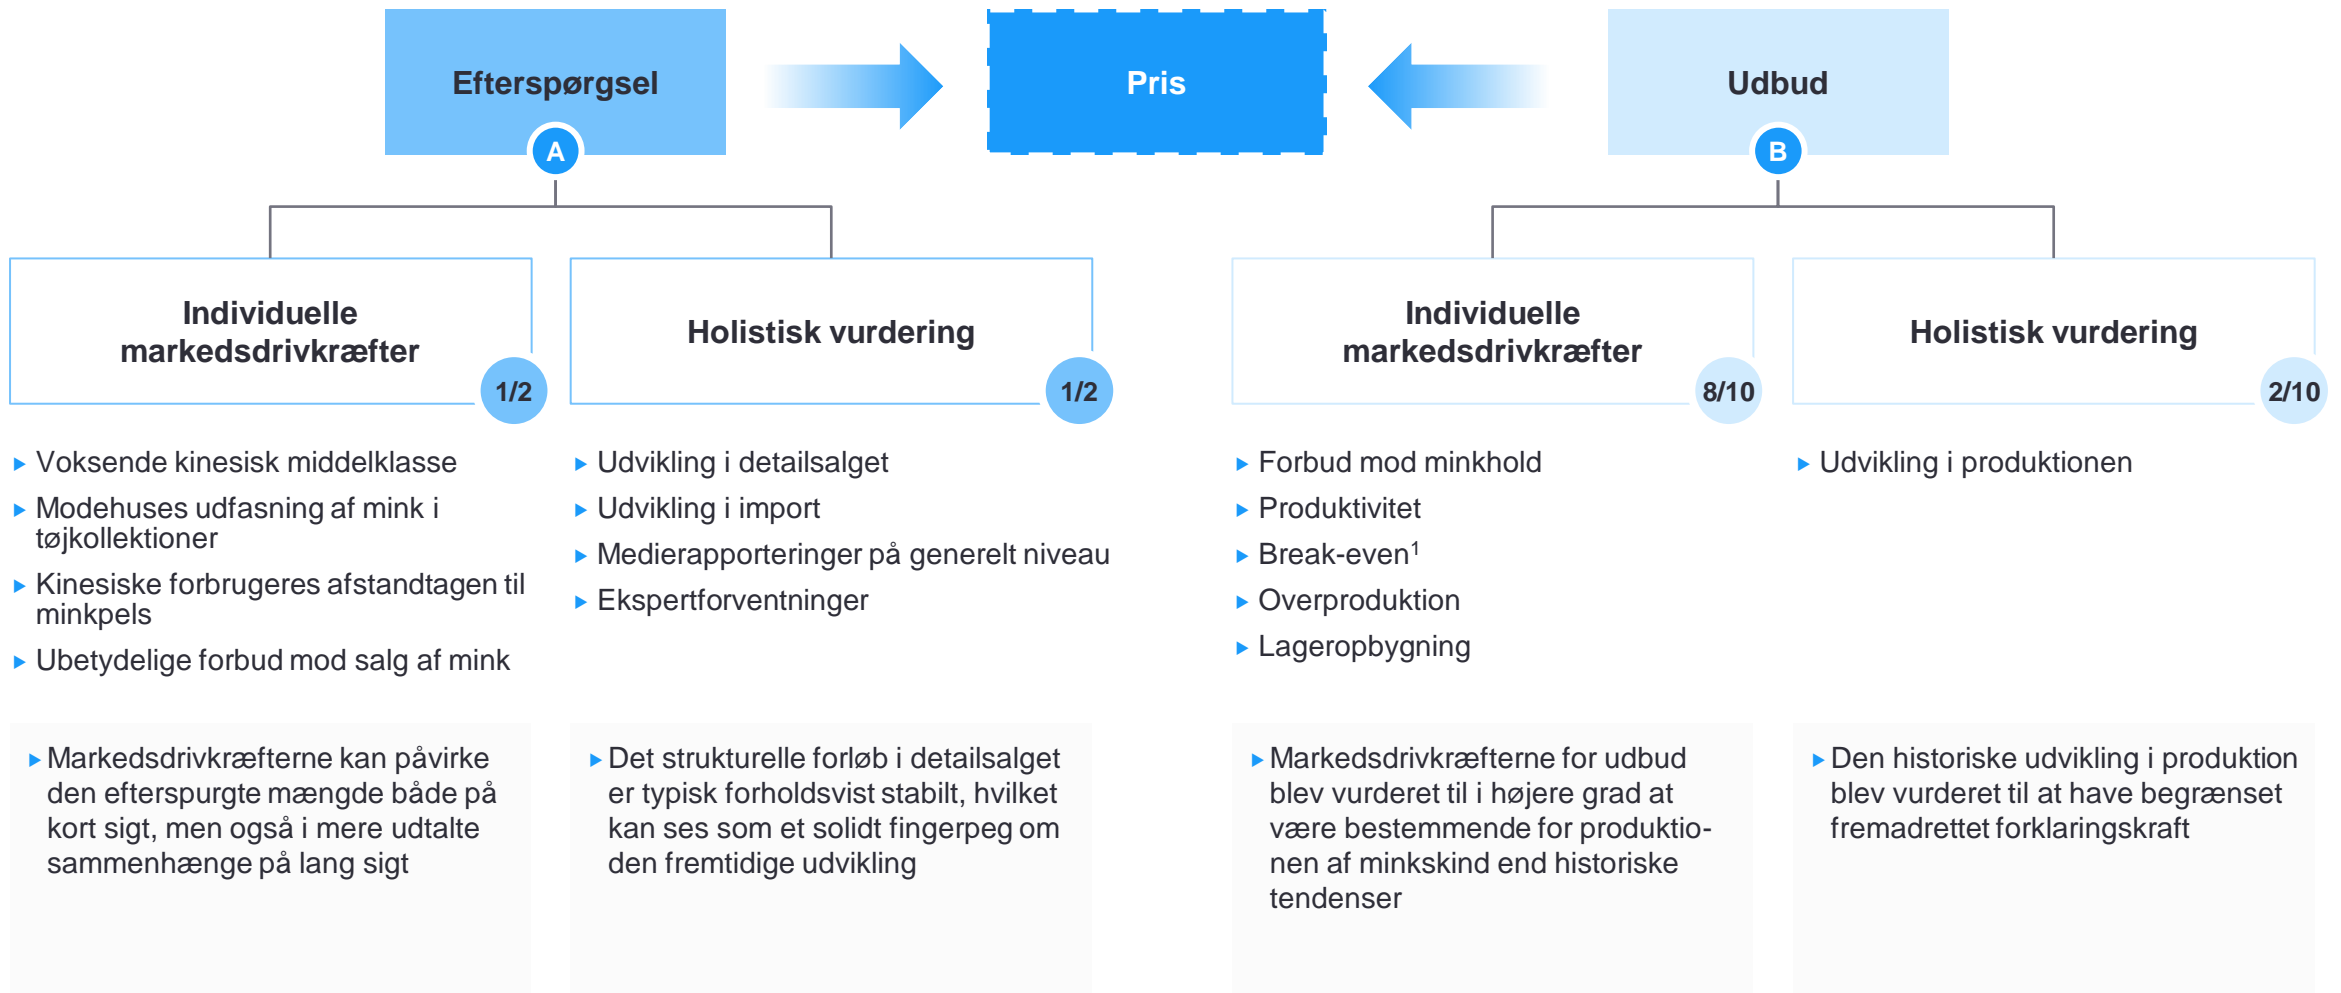 Efterspørgsel
A
Pris
Udbud
B
Individuelle
markedsdrivkræfter
1/2
Holistisk vurdering
1/2
Individuelle
markedsdrivkræfter
8/10
Holistisk vurdering
2/10
Voksende kinesisk middelklasse
Modehuses udfasning af mink i
tøjkollektioner
Kinesiske forbrugeres afstandtagen til
minkpels
Ubetydelige forbud mod salg af mink
Udvikling i detailsalget
Udvikling i import
Medierapporteringer på generelt niveau
Ekspertforventninger
Forbud mod minkhold
Produktivitet
Break-even¹
Overproduktion
Lageropbygning
Udvikling i produktionen
Markedsdrivkræfterne kan påvirke
den efterspurgte mængde både på
kort sigt, men også i mere udtalte
sammenhænge på lang sigt
Det strukturelle forløb i detailsalget
er typisk forholdsvist stabilt, hvilket
kan ses som et solidt fingerpeg om
den fremtidige udvikling
Markedsdrivkræfterne for udbud
blev vurderet til i højere grad at
være bestemmende for produktio-
nen af minkskind end historiske
tendenser
Den historiske udvikling i produktion
blev vurderet til at have begrænset
fremadrettet forklaringskraft